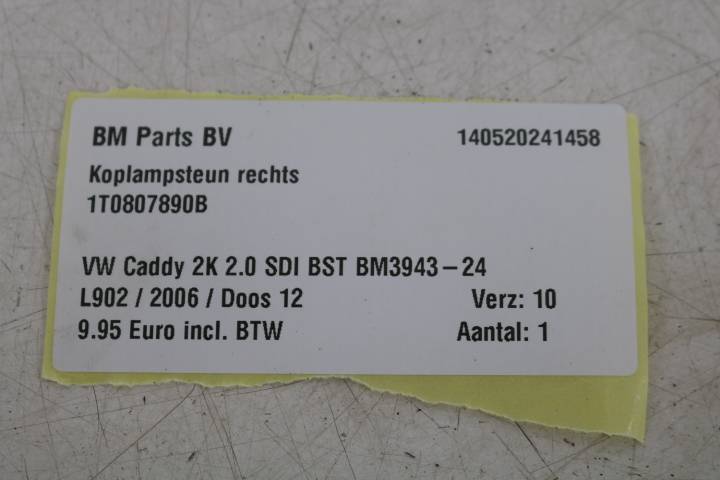 BM Parts BV 140520241458
Koplampsteun rechts
1T0807890B
VW Caddy 2K 2.0 SDI BST BM3943-24
L902 / 2006 / Doos 12 Verz: 10
9.95 Euro incl. BTW Aantal: 1